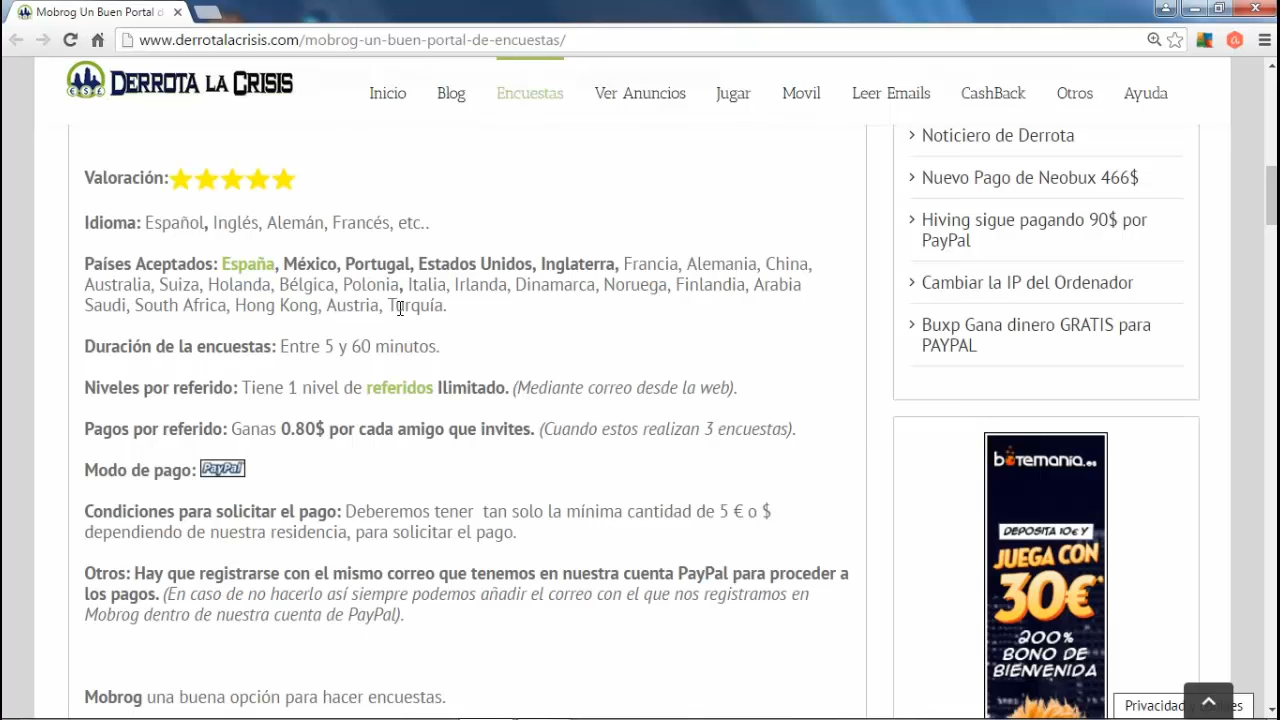 Mobrog Un Buen Portal d
www.derrotalacrisis.com/mobrog-un-buen-portal-de-encuestas/
DERROTA LA CRISIS
Inicio Blog Encuestas Ver Anuncios Jugar Movil Leer Emails CashBack Otros Ayuda
Valoración:
Idioma: Español, Inglés, Alemán, Francés, etc..
Países Aceptados: España, México, Portugal, Estados Unidos, Inglaterra, Francia, Alemania, China,
Australia, Suiza, Holanda, Bélgica, Polonia, Italia, Irlanda, Dinamarca, Noruega, Finlandia, Arabia
Saudi, South Africa, Hong Kong, Austria, Turquía.
Duración de la encuestas: Entre 5 y 60 minutos.
Niveles por referido: Tiene 1 nivel de referidos Ilimitado. (Mediante correo desde la web).
Pagos por referido: Ganas 0.80$ por cada amigo que invites. (Cuando estos realizan 3 encuestas).
Modo de pago: PayPal
Condiciones para solicitar el pago: Deberemos tener tan solo la mínima cantidad de 5 € o $
dependiendo de nuestra residencia, para solicitar el pago.
Otros: Hay que registrarse con el mismo correo que tenemos en nuestra cuenta PayPal para proceder a
los pagos. (En caso de no hacerlo así siempre podemos añadir el correo con el que nos registramos en
Mobrog dentro de nuestra cuenta de PayPal).
Mobrog una buena opción para hacer encuestas.
Noticiero de Derrota
Nuevo Pago de Neobux 466$
Hiving sigue pagando 90$ por
PayPal
Cambiar la IP del Ordenador
Buxp Gana dinero GRATIS para
PAYPAL
botemania.es
DEPOSITA 10€ Y
JUEGA CON
30€*
200%
BONO DE
BIENVENIDA
Privacidad y